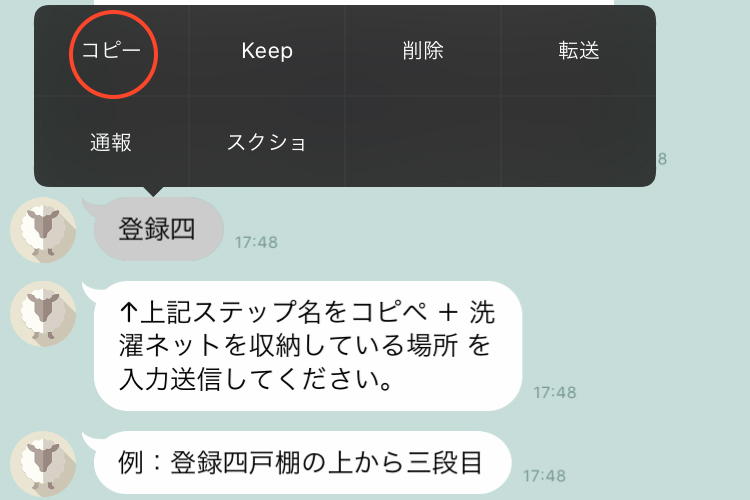 コピー
Keep
削除
転送
通報
スクショ
8
登録四
17:48
↑上記ステップ名をコピペ ＋ 洗
濯ネットを収納している場所 を
入力送信してください。
17:48
例：登録四戸棚の上から三段目
17:48